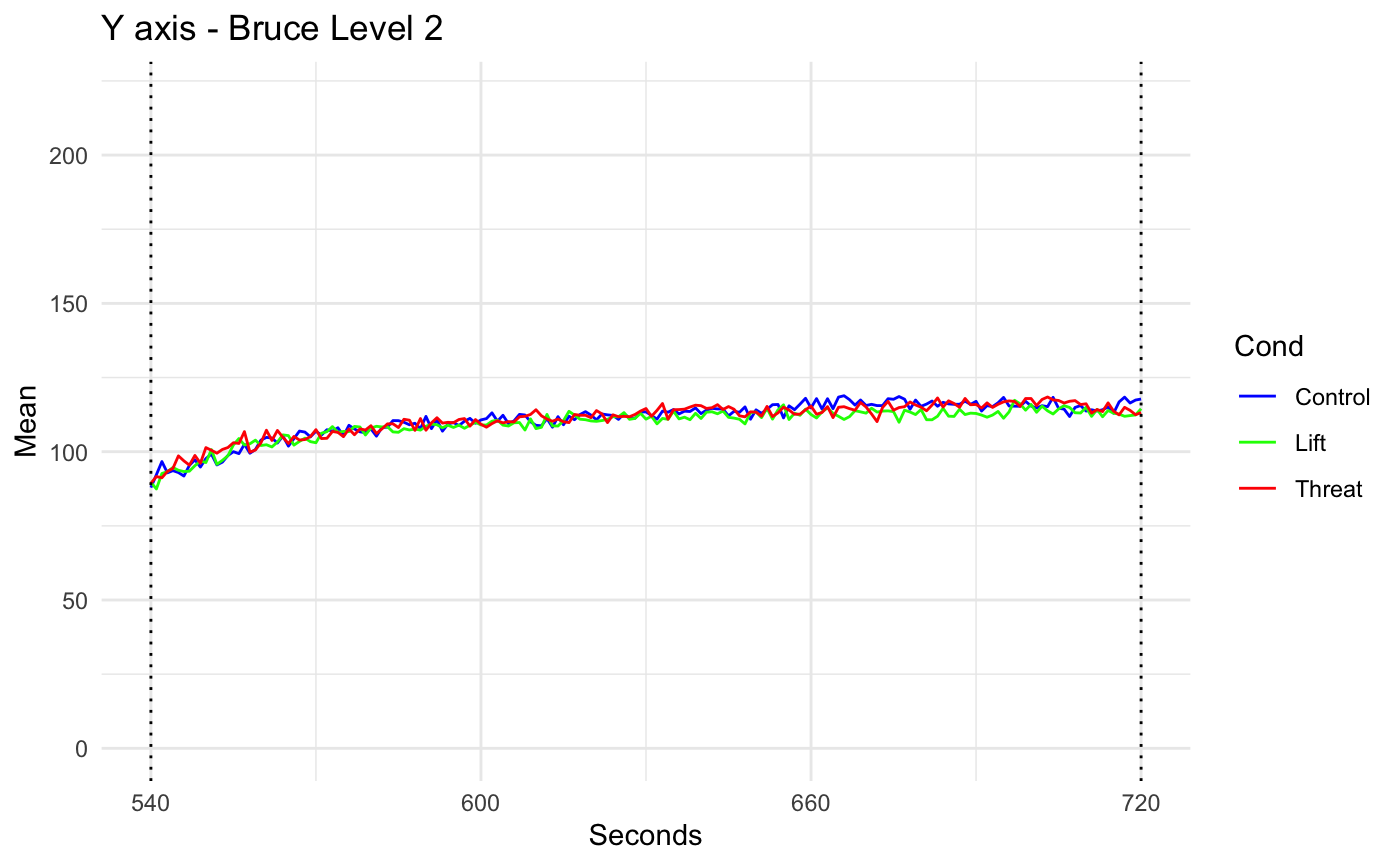 Y axis - Bruce Level 2
200
150
100
50
0
Mean
540
600
660
720
Seconds
Cond
Control
Lift
Threat